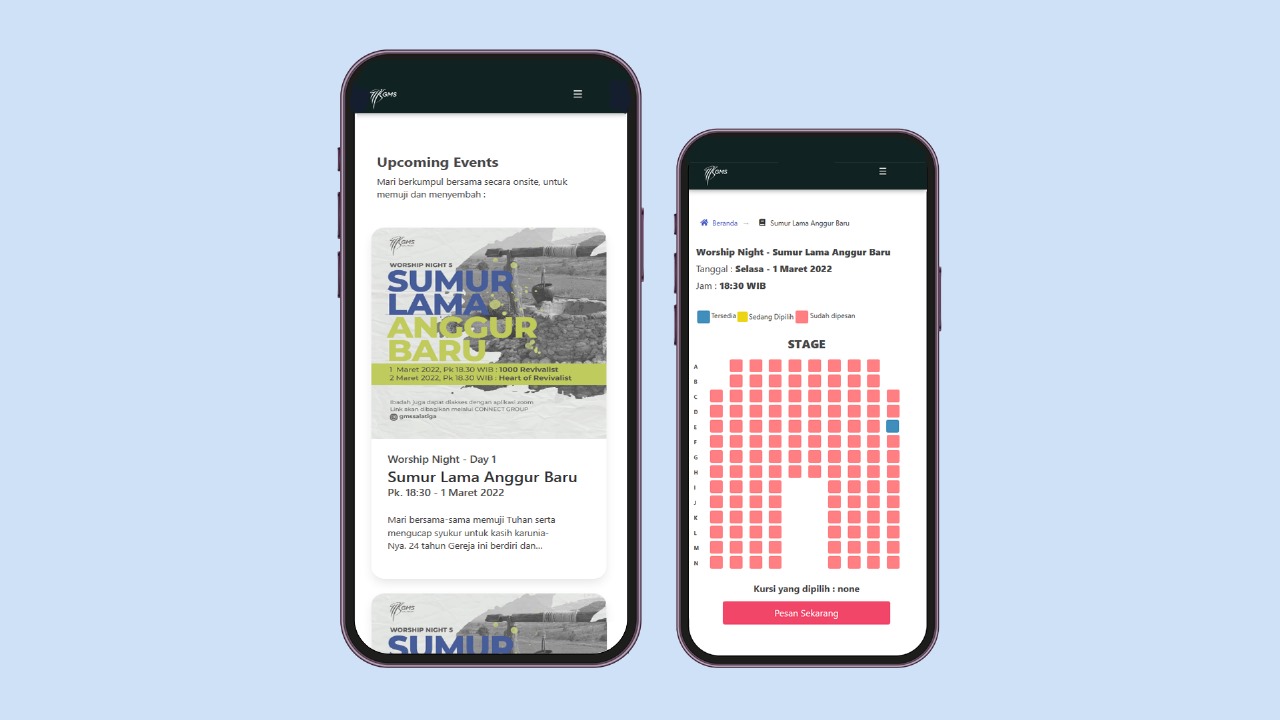 GMS
Upcoming Events
Mari berkumpul bersama secara onsite, untuk
memuji dan menyembah :
GMS
WORSHIP NIGHT 5
SUMUR
LAMA
ANGGUR
BARU
1 Maret 2022, Pk 18.30 WIB : 1000 Revivalist
2 Maret 2022, Pk 18.30 WIB : Heart of Revivalist
Ibadah juga dapat diakses dengan aplikasi zoom
Link akan dibagikan melalui CONNECT GROUP
gmssalatiga
Worship Night - Day 1
Sumur Lama Anggur Baru
Pk. 18:30 - 1 Maret 2022
Mari bersama-sama memuji Tuhan serta
mengucap syukur untuk kasih karunia-
Nya. 24 tahun Gereja ini berdiri dan...
GMS
WORSHIP NIGHT 5
SUMUR
GMS
Beranda → Sumur Lama Anggur Baru
Worship Night - Sumur Lama Anggur Baru
Tanggal : Selasa - 1 Maret 2022
Jam : 18:30 WIB
Tersedia Sedang Dipilih Sudah dipesan
STAGE
A
B
C
D
E
F
G
H
I
J
K
L
M
N
Kursi yang dipilih : none
Pesan Sekarang